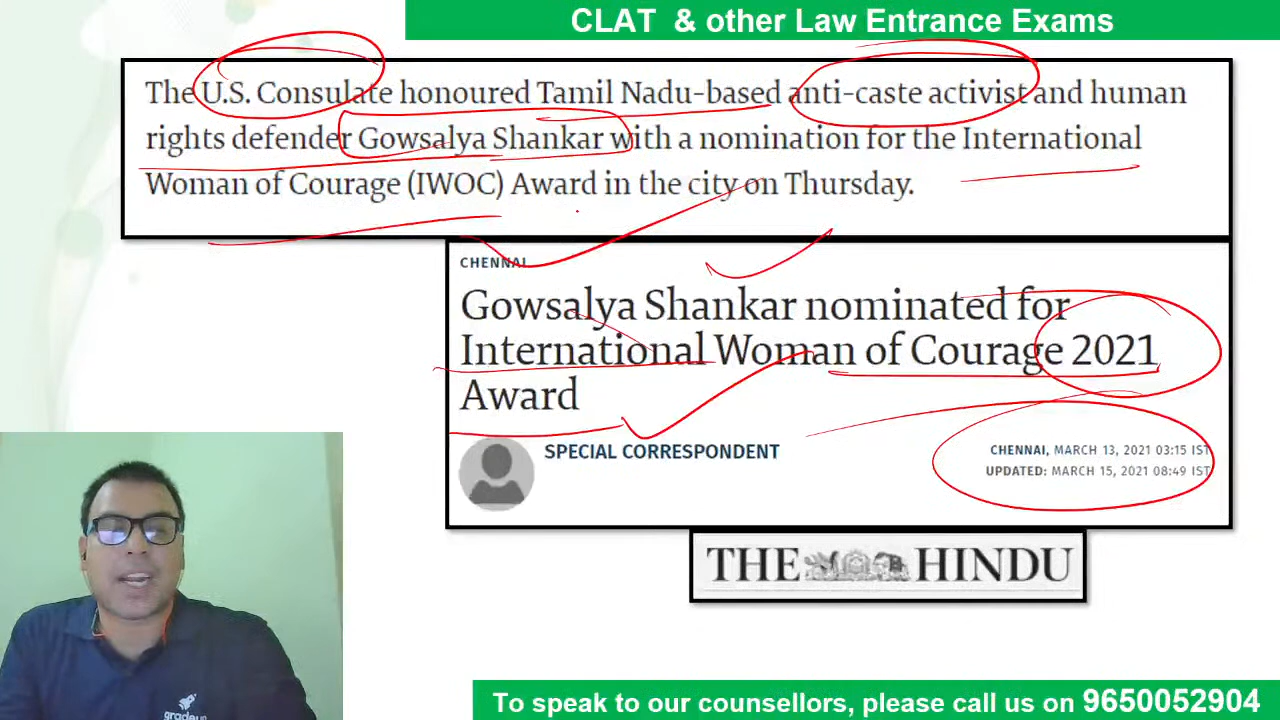 CLAT & other Law Entrance Exams
The U.S. Consulate honoured Tamil Nadu-based anti-caste activist and human
rights defender Gowsalya Shankar with a nomination for the International
Woman of Courage (IWOC) Award in the city on Thursday.
CHENNAI
Gowsalya Shankar nominated for
International Woman of Courage 2021
Award
SPECIAL CORRESPONDENT
CHENNAI, MARCH 13, 2021 03:15 IST
UPDATED: MARCH 15, 2021 08:49 IST
THE HINDU
gradeup
To speak to our counsellors, please call us on 9650052904